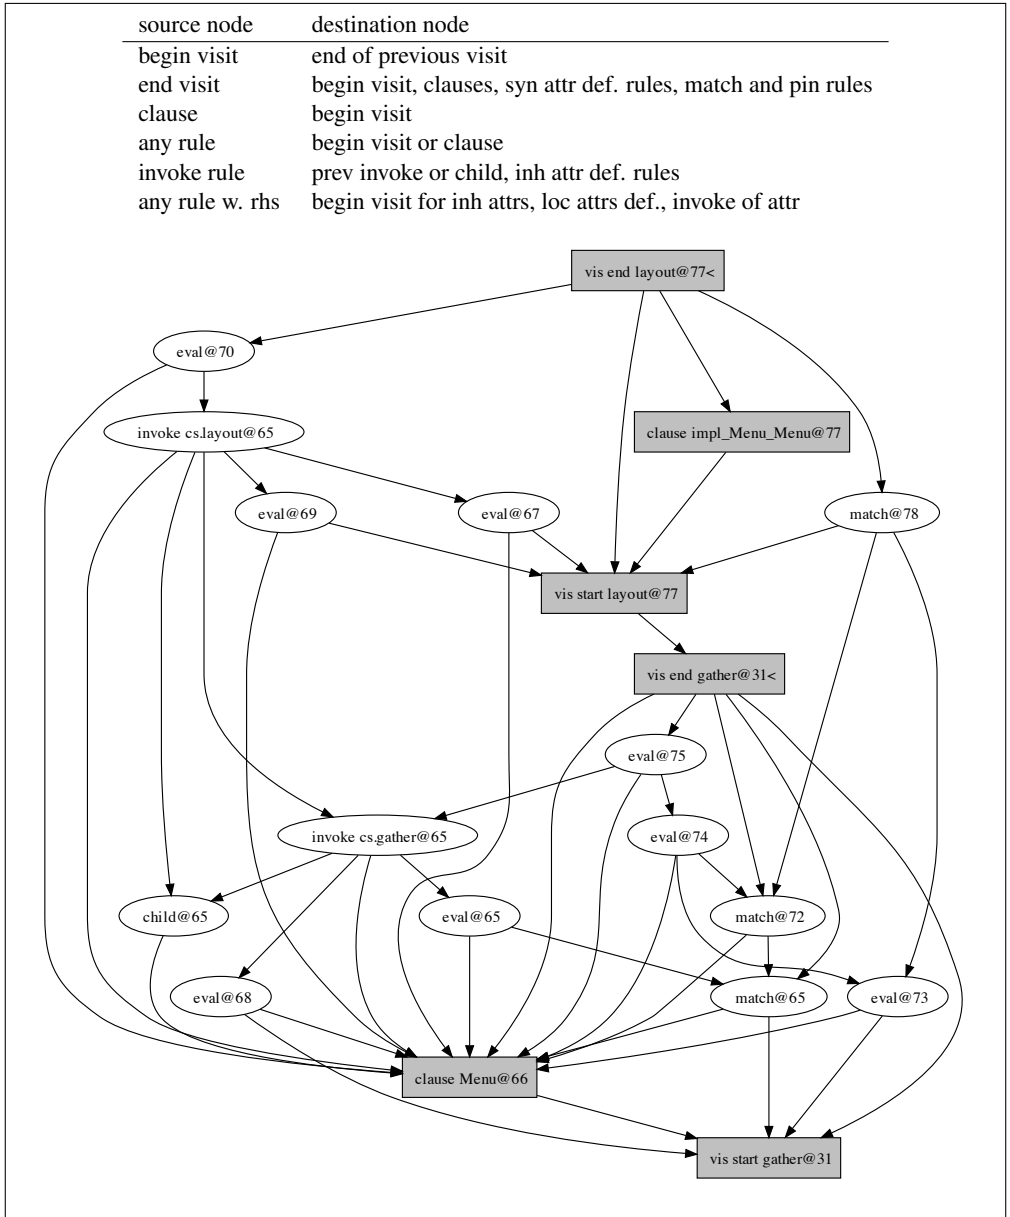 source node destination node
begin visit end of previous visit
end visit begin visit, clauses, syn attr def. rules, match and pin rules
clause begin visit
any rule begin visit or clause
invoke rule prev invoke or child, inh attr def. rules
any rule w. rhs begin visit for inh attrs, loc attrs def., invoke of attr
vis end layout@77<
eval@70
invoke cs.layout@65
clause impl_Menu_Menu@77
eval@69
eval@67
match@78
vis start layout@77
vis end gather@31<
eval@75
invoke cs.gather@65
eval@74
child@65
eval@65
match@72
eval@68
match@65
eval@73
clause Menu@66
vis start gather@31